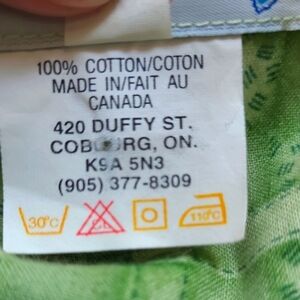 100% COTTON/COTON
MADE IN/FAIT AU
CANADA
420 DUFFY ST.
COBOURG, ON.
K9A 5N3
(905) 377-8309
30°C CL 110°C